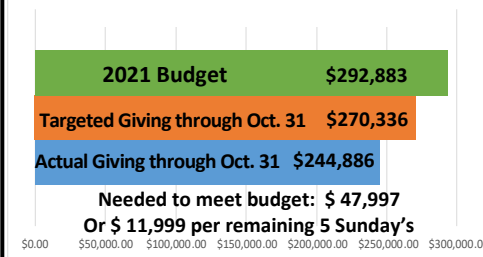 2021 Budget $292,883
Targeted Giving through Oct. 31 $270,336
Actual Giving through Oct. 31 $244,886
Needed to meet budget: $ 47,997
Or $ 11,999 per remaining 5 Sunday's
$0.00 $50,000.00 $100,000.00 $150,000.00 $200,000.00 $250,000.00 $300,000.0